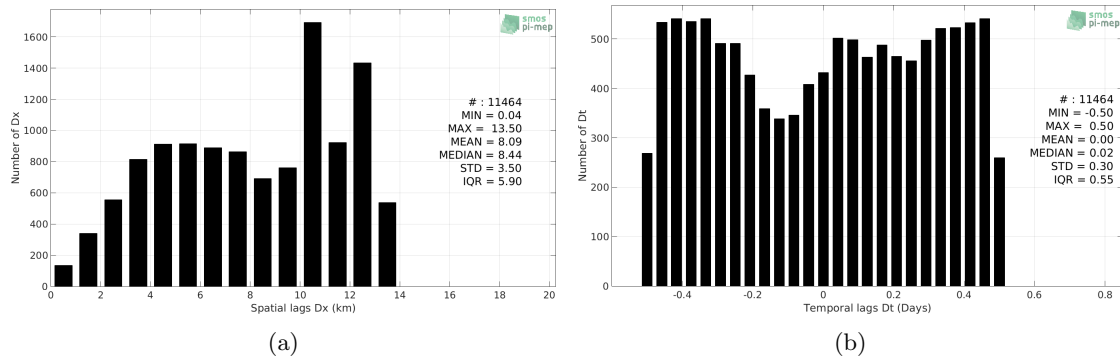 smos
pi-mep
1600
1400
1200
1000
800
600
400
200
0
Number of Dx
# : 11464
MIN = 0.04
MAX = 13.50
MEAN = 8.09
MEDIAN = 8.44
STD = 3.50
IQR = 5.90
0 2 4 6 8 10 12 14 16 18 20
Spatial lags Dx (km)
(a)
smos
pi-mep
500
400
300
200
100
0
Number of Dt
# : 11464
MIN = -0.50
MAX = 0.50
MEAN = 0.00
MEDIAN = 0.02
STD = 0.30
IQR = 0.55
-0.4 -0.2 0 0.2 0.4 0.6 0.8
Temporal lags Dt (Days)
(b)